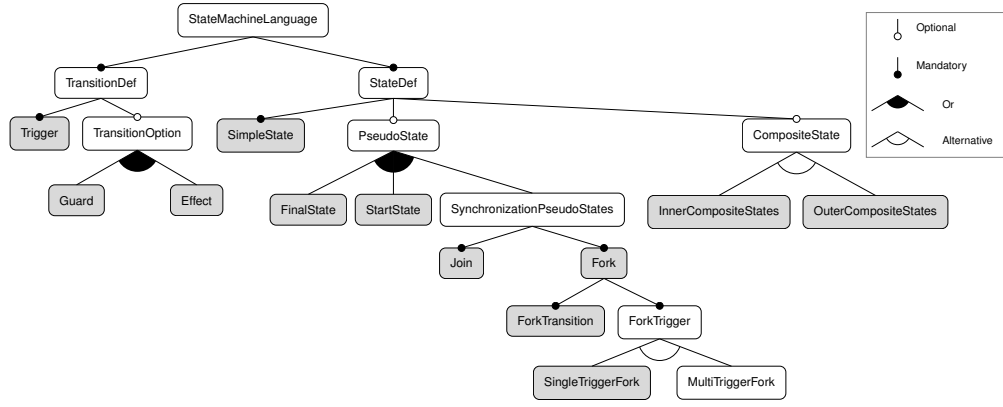 StateMachineLanguage
Optional
Mandatory
Or
Alternative
TransitionDef
StateDef
Trigger
TransitionOption
SimpleState
PseudoState
CompositeState
Guard
Effect
FinalState
StartState
SynchronizationPseudoStates
InnerCompositeStates
OuterCompositeStates
Join
Fork
ForkTransition
ForkTrigger
SingleTriggerFork
MultiTriggerFork